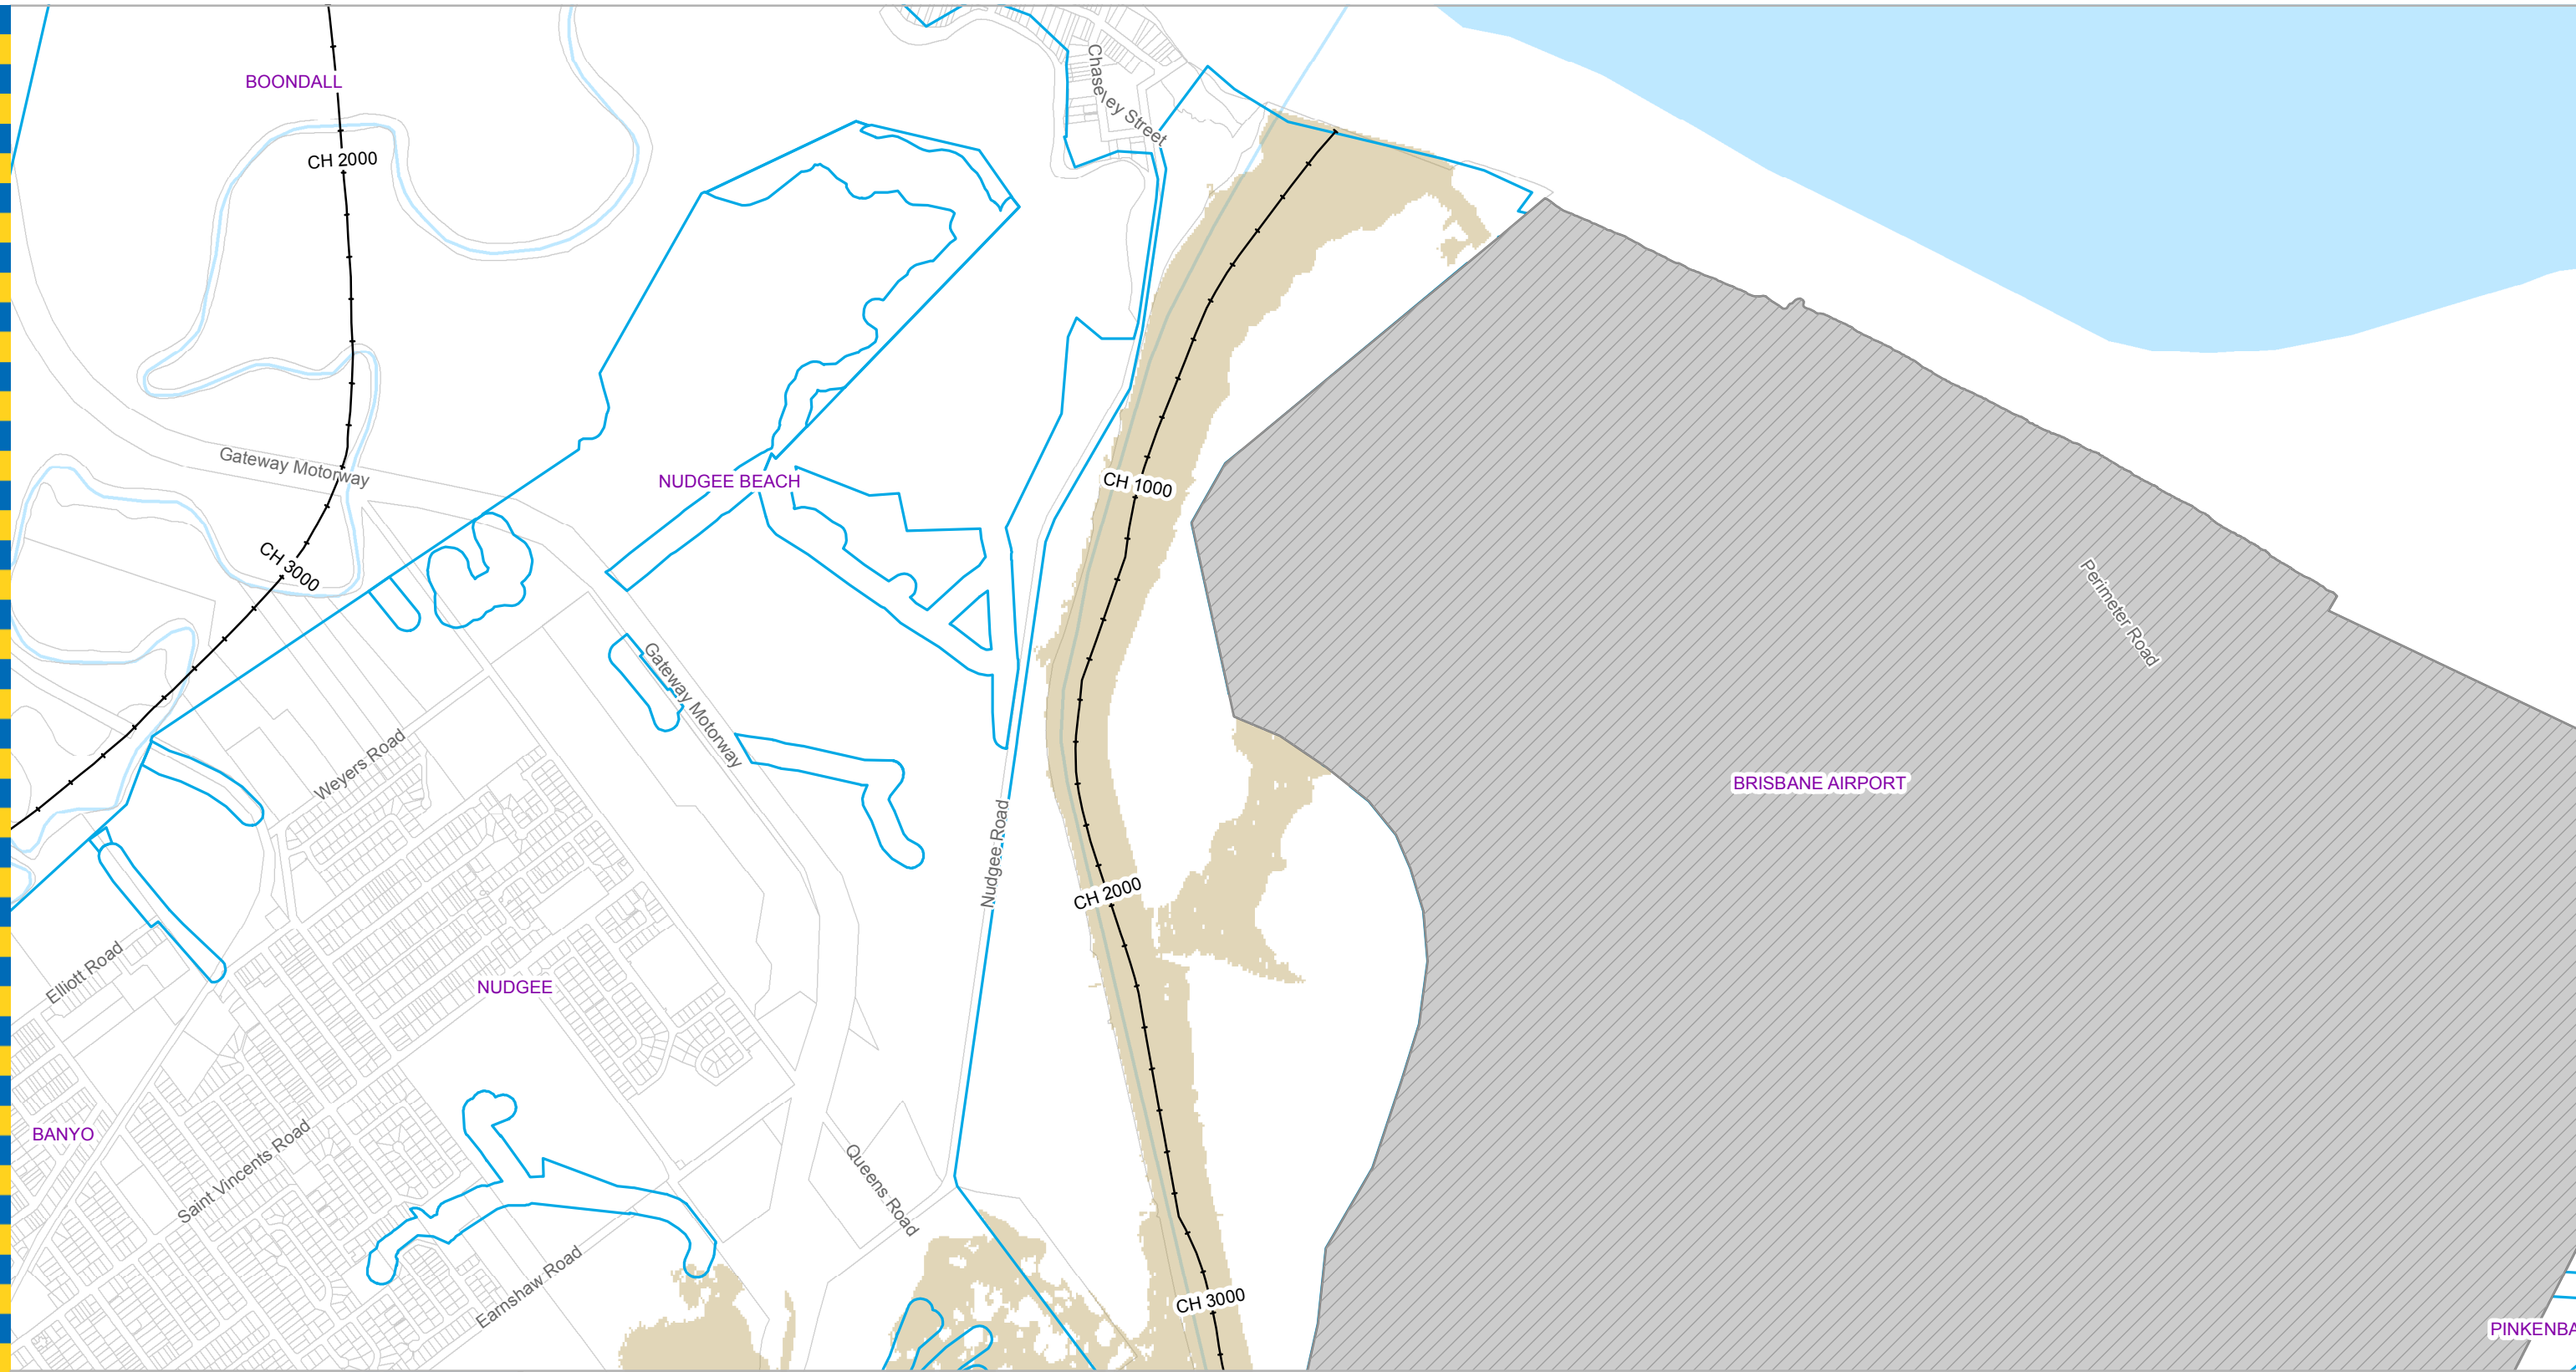 BOONDALL
Chaseley Street
CH 2000
Gateway Motorway
NUDGEE BEACH
CH 1000
CH 3000
Perimeter Road
Gateway Motorway
Weyers Road
BRISBANE AIRPORT
Nudgee Road
CH 2000
Elliott Road
NUDGEE
BANYO
Saint Vincents Road
Queens Road
Earnshaw Road
CH 3000
PINKENBA